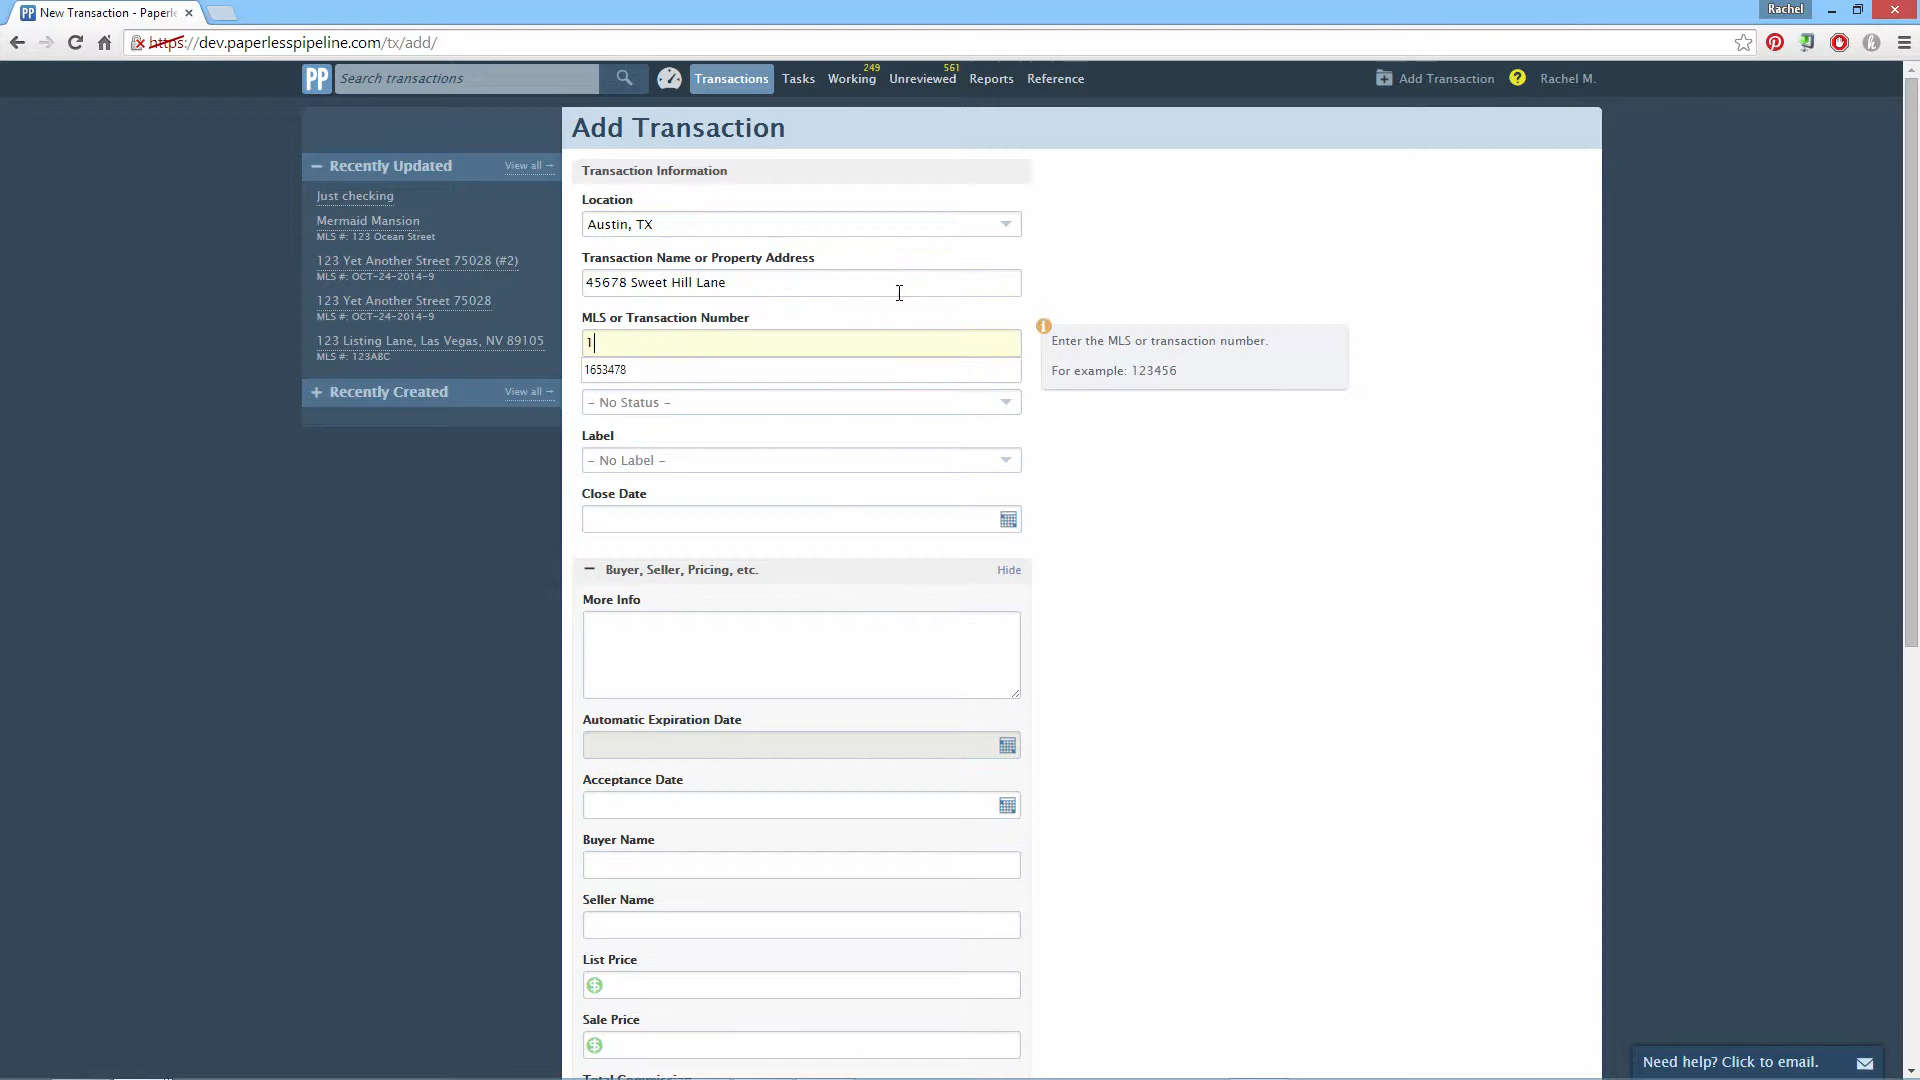 New Transaction - Paperle
Rachel
https://dev.paperlesspipeline.com/tx/add/
PP
Search transactions
Transactions
Tasks
Working
249
Unreviewed
561
Reports
Reference
Add Transaction
?
Rachel M.
Recently Updated
View all →
Just checking
Mermaid Mansion
MLS #: 123 Ocean Street
123 Yet Another Street 75028 (#2)
MLS #: OCT-24-2014-9
123 Yet Another Street 75028
MLS #: OCT-24-2014-9
123 Listing Lane, Las Vegas, NV 89105
MLS #: 123ABC
Recently Created
View all →
Add Transaction
Transaction Information
Location
Austin, TX
Transaction Name or Property Address
45678 Sweet Hill Lane
MLS or Transaction Number
1
1653478
Enter the MLS or transaction number.
For example: 123456
– No Status –
Label
– No Label –
Close Date
Buyer, Seller, Pricing, etc.
Hide
More Info
Automatic Expiration Date
Acceptance Date
Buyer Name
Seller Name
List Price
$
Sale Price
$
Total Commission
Need help? Click to email.